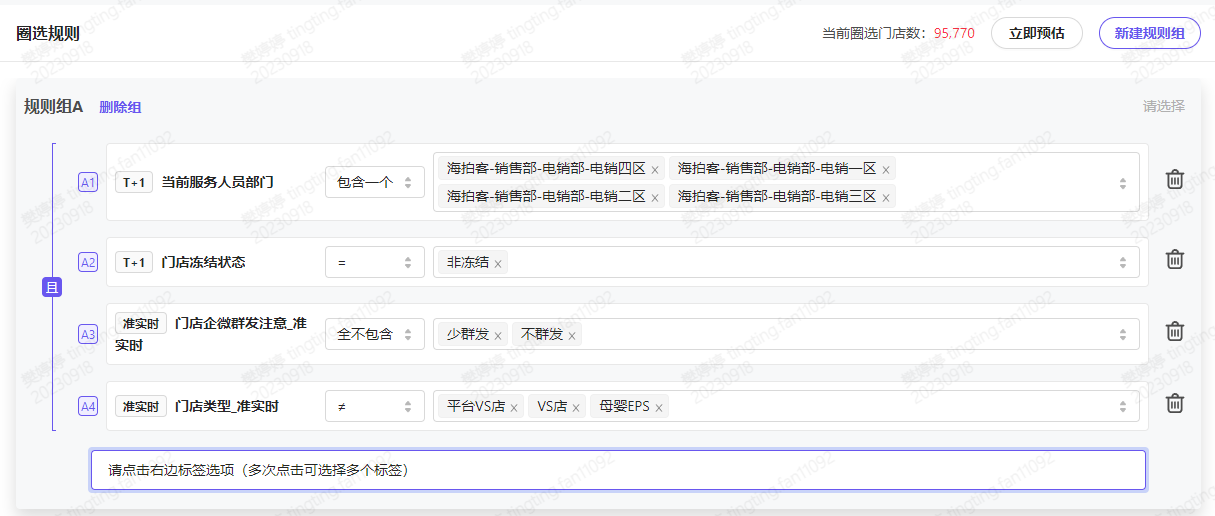 圈选规则
当前圈选门店数：95,770 立即预估 新建规则组
规则组A 删除组 请选择
A1 T+1 当前服务人员部门 包含一个 海拍客-销售部-电销部-电销四区 x 海拍客-销售部-电销部-电销一区 x
海拍客-销售部-电销部-电销二区 x 海拍客-销售部-电销部-电销三区 x
A2 T+1 门店冻结状态 = 非冻结 x
且
A3 准实时 门店企微群发注意_准实时 全不包含 少群发 x 不群发 x
A4 准实时 门店类型_准实时 ≠ 平台VS店 x VS店 x 母婴EPS x
请点击右边标签选项（多次点击可选择多个标签）
樊婷婷 tingting.fan11092
20230918